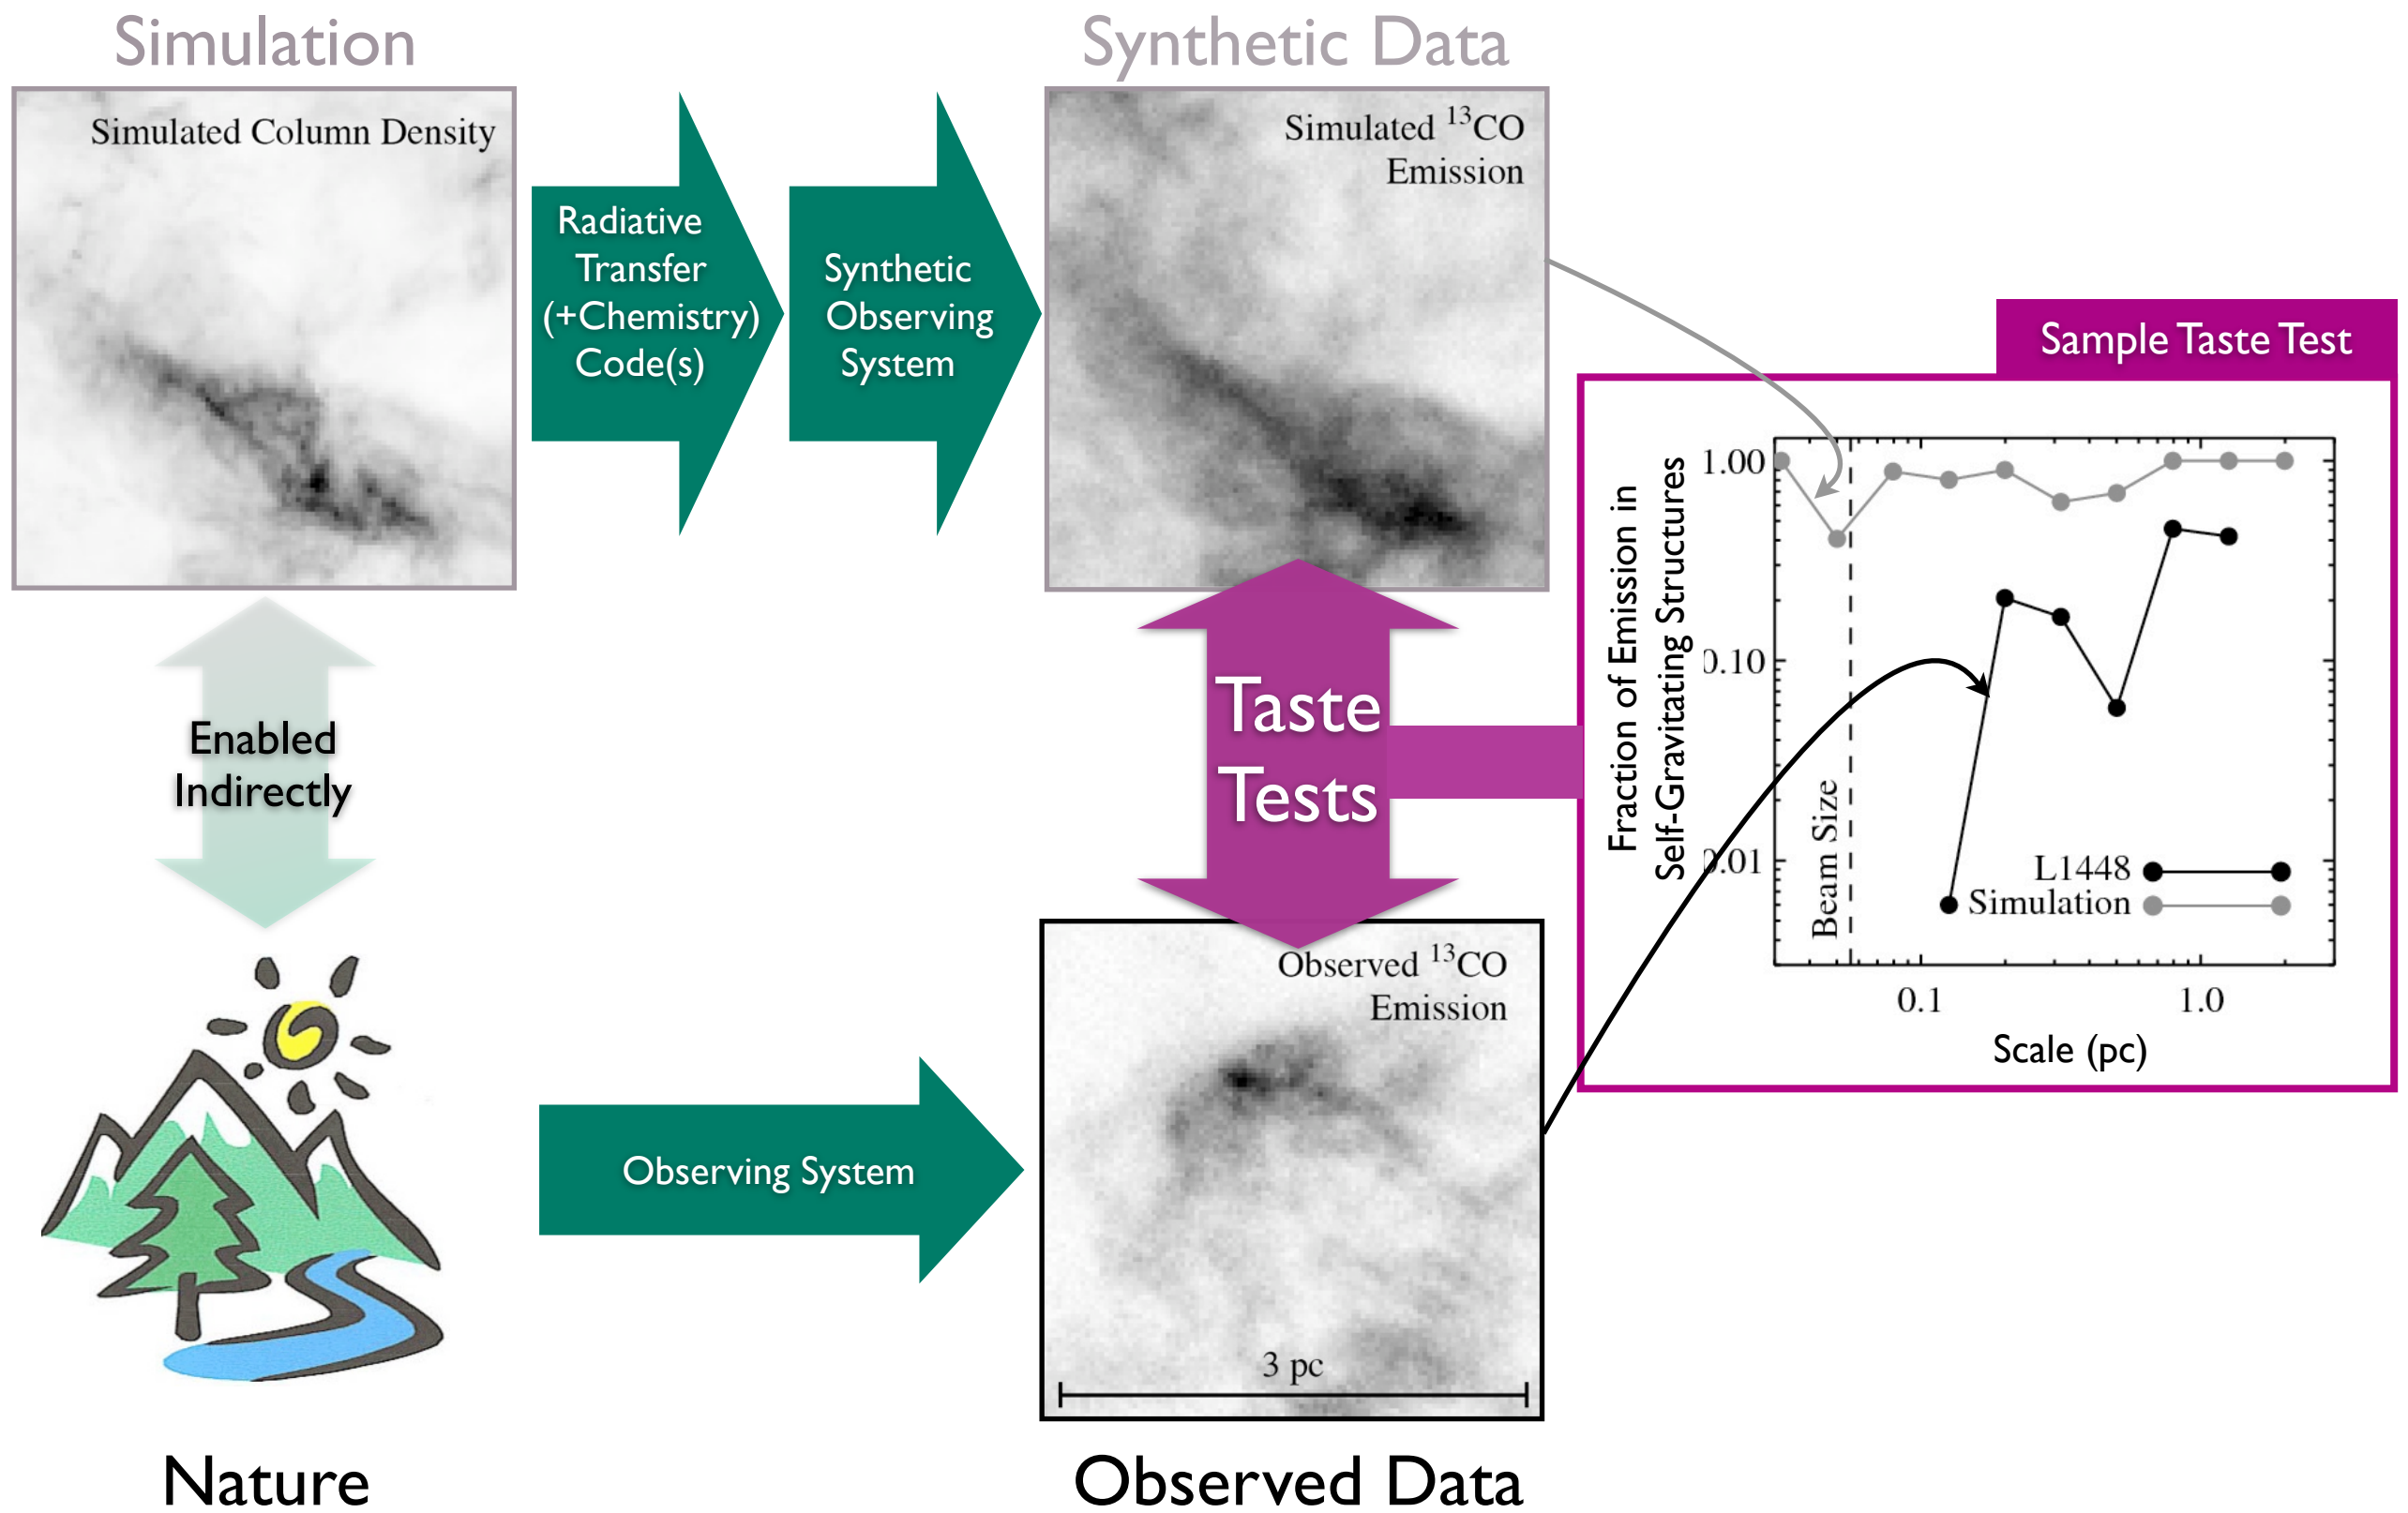 Simulation
Synthetic Data
Simulated Column Density
Radiative
Transfer
(+Chemistry)
Code(s)
Synthetic
Observing
System
Simulated ¹³CO
Emission
Sample Taste Test
Fraction of Emission in
Self-Gravitating Structures
1.00
0.10
0.01
Beam Size
L1448
Simulation
0.1
1.0
Scale (pc)
Enabled
Indirectly
Taste
Tests
Observing System
Observed ¹³CO
Emission
3 pc
Nature
Observed Data